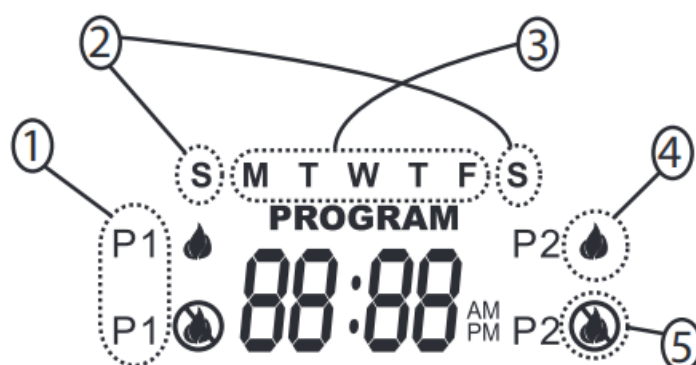 2 3
1 4
S M T W T F S
PROGRAM
P1 88:88 P2
P1 AM PM P2
5